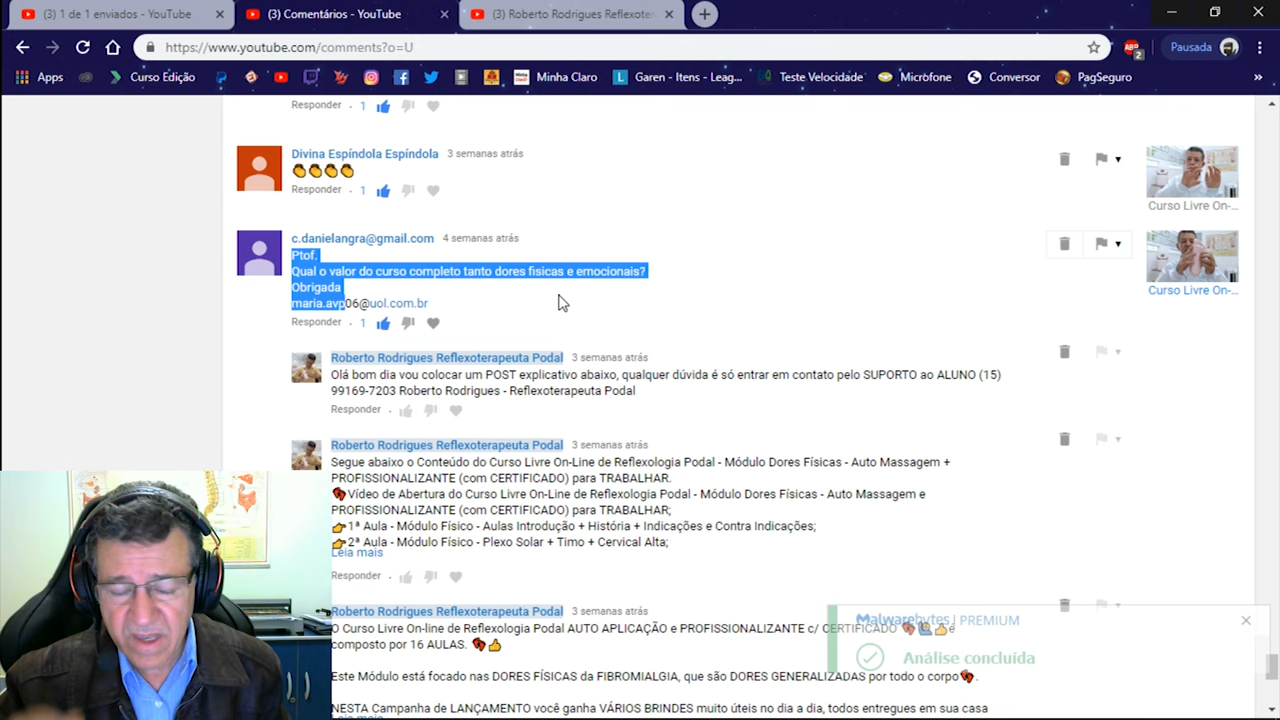 (3) 1 de 1 enviados - YouTube
(3) Comentários - YouTube
(3) Roberto Rodrigues Reflexoter
https://www.youtube.com/comments?o=U
ABP
2
Pausada
Apps
Curso Edição
Minha Claro
Garen - Itens - Leag...
Teste Velocidade
Micròfone
Conversor
PagSeguro
»
Responder . 1
Divina Espíndola Espíndola 3 semanas atrás
👏👏👏👏
Responder . 1
Curso Livre On-...
c.danielangra@gmail.com 4 semanas atrás
Ptof.
Qual o valor do curso completo tanto dores fisicas e emocionais?
Obrigada
maria.avp06@uol.com.br
Responder . 1
Curso Livre On-...
Roberto Rodrigues Reflexoterapeuta Podal 3 semanas atrás
Olá bom dia vou colocar um POST explicativo abaixo, qualquer dúvida é só entrar em contato pelo SUPORTO ao ALUNO (15)
99169-7203 Roberto Rodrigues - Reflexoterapeuta Podal
Responder .
Roberto Rodrigues Reflexoterapeuta Podal 3 semanas atrás
Segue abaixo o Conteúdo do Curso Livre On-Line de Reflexologia Podal - Módulo Dores Físicas - Auto Massagem +
PROFISSIONALIZANTE (com CERTIFICADO) para TRABALHAR.
👣Vídeo de Abertura do Curso Livre On-Line de Reflexologia Podal - Módulo Dores Físicas - Auto Massagem e
PROFISSIONALIZANTE (com CERTIFICADO) para TRABALHAR;
👉1ª Aula - Módulo Físico - Aulas Introdução + História + Indicações e Contra Indicações;
👉2ª Aula - Módulo Físico - Plexo Solar + Timo + Cervical Alta;
Leia mais
Responder .
Roberto Rodrigues Reflexoterapeuta Podal 3 semanas atrás
O Curso Livre On-line de Reflexologia Podal AUTO APLICAÇÃO e PROFISSIONALIZANTE c/ CERTIFICADO e
composto por 16 AULAS. 👣👍
Este Módulo está focado nas DORES FÍSICAS da FIBROMIALGIA, que são DORES GENERALIZADAS por todo o corpo👣.
NESTA Campanha de LANÇAMENTO você ganha VÁRIOS BRINDES muito úteis no dia a dia, todos entregues em sua casa
Leia mais
Malwarebytes | PREMIUM
Análise concluída